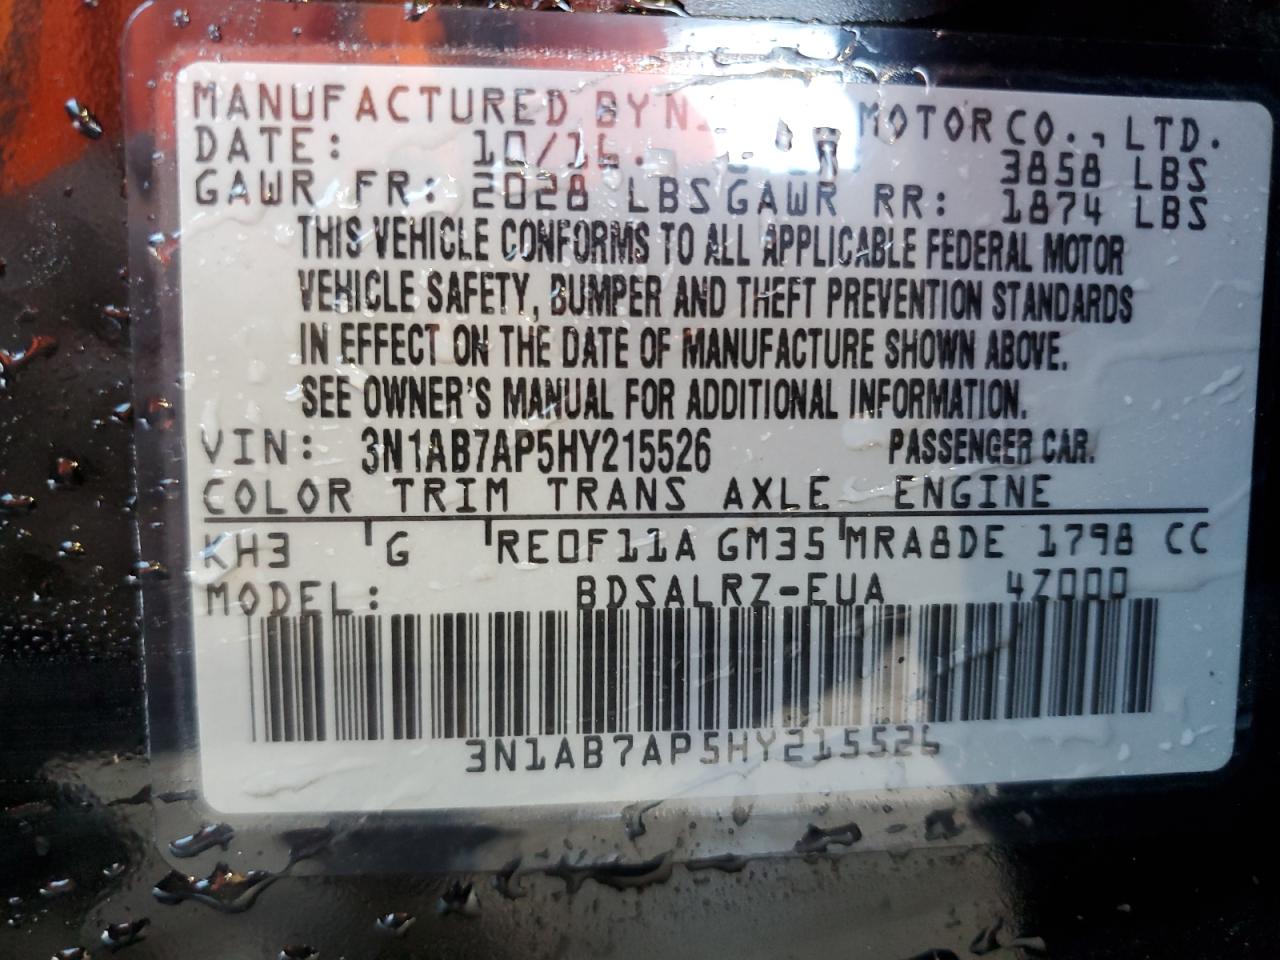 MANUFACTURED BY MOTOR CO., LTD.
DATE: 10/16 3858 LBS
GAWR FR: 2028 LBS GAWR RR: 1874 LBS
THIS VEHICLE CONFORMS TO ALL APPLICABLE FEDERAL MOTOR
VEHICLE SAFETY, BUMPER AND THEFT PREVENTION STANDARDS
IN EFFECT ON THE DATE OF MANUFACTURE SHOWN ABOVE.
SEE OWNER'S MANUAL FOR ADDITIONAL INFORMATION.
VIN: 3N1AB7AP5HY215526 PASSENGER CAR.
COLOR TRIM TRANS AXLE ENGINE
KH3 G RE0F11A GM35 MRA8DE 1798 CC
MODEL: BDSALRZ-EUA 4Z000
3N1AB7AP5HY215526